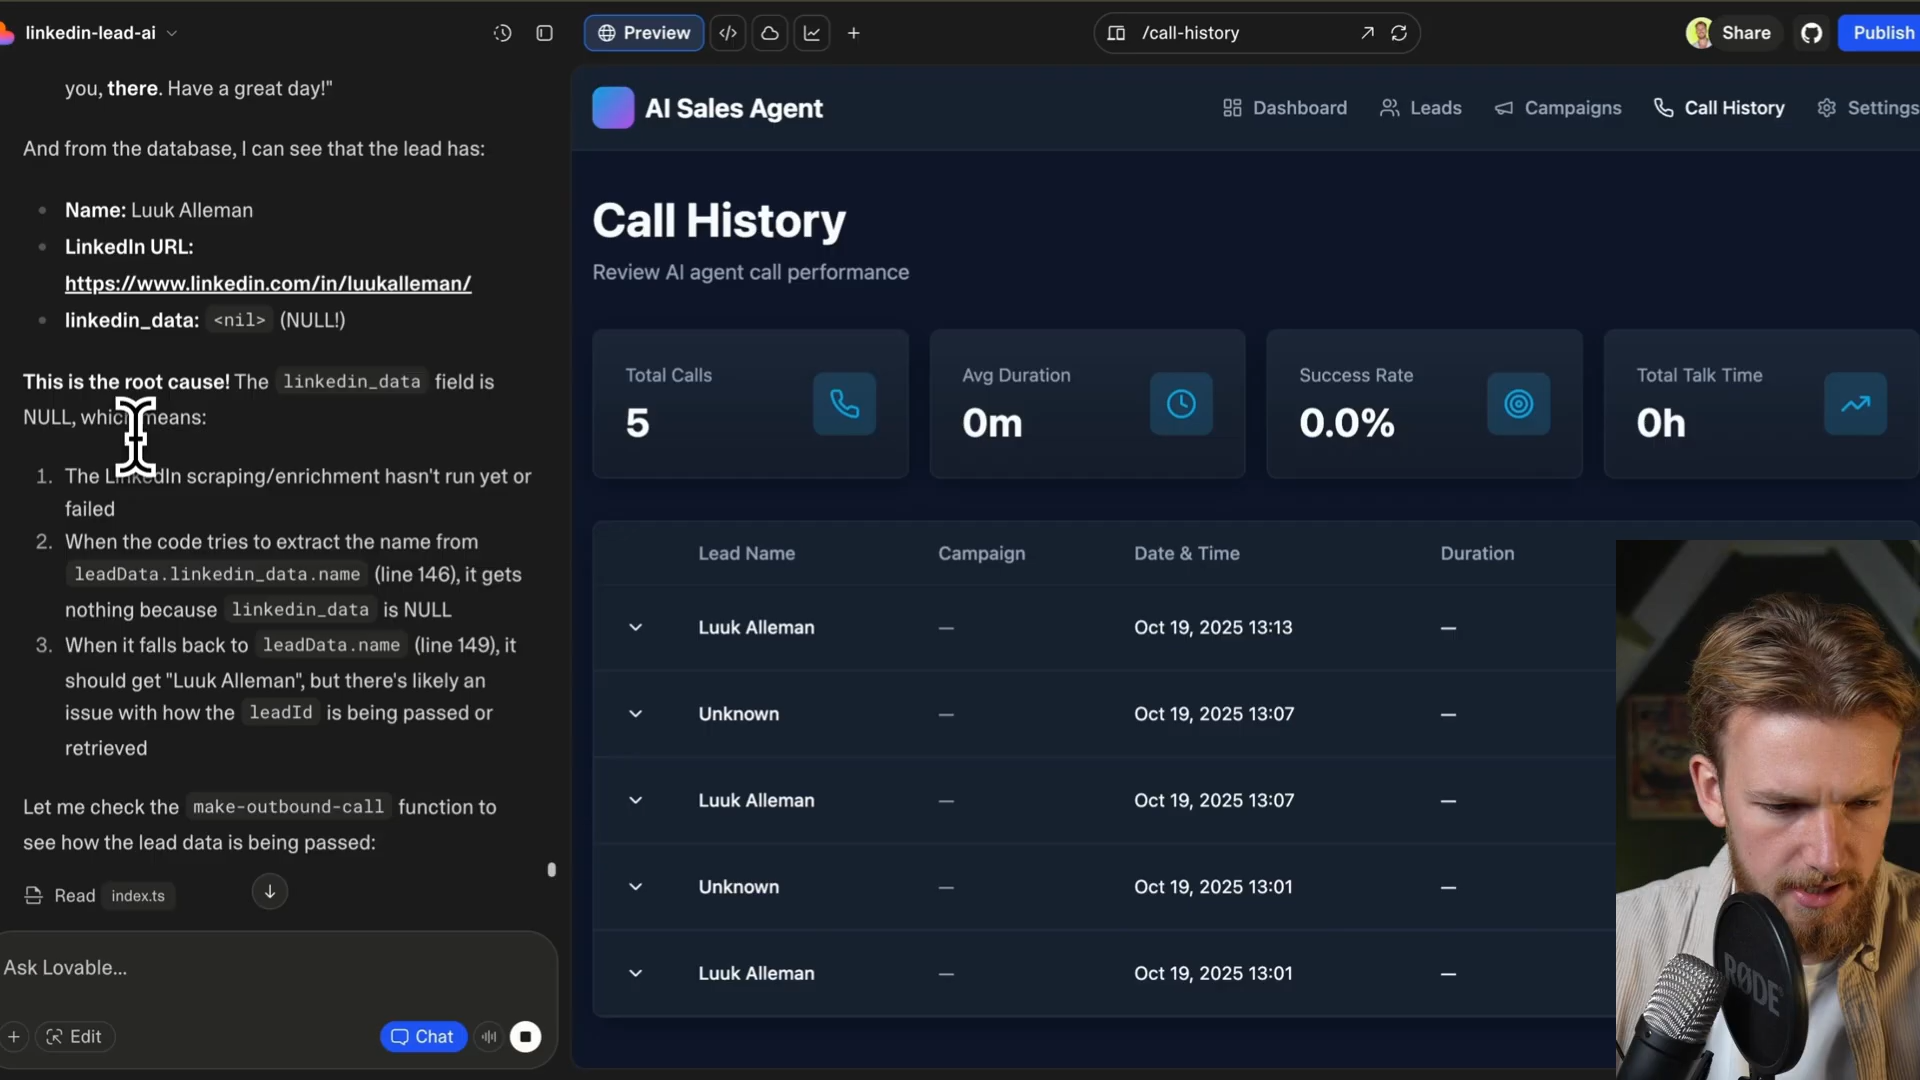 linkedin-lead-ai
Preview
/call-history
Share
Publish
you, there. Have a great day!"
And from the database, I can see that the lead has:
Name: Luuk Alleman
LinkedIn URL:
https://www.linkedin.com/in/luukalleman/
linkedin_data: <nil> (NULL!)
This is the root cause! The linkedin_data field is
NULL, which means:
1. The LinkedIn scraping/enrichment hasn't run yet or
failed
2. When the code tries to extract the name from
leadData.linkedin_data.name (line 146), it gets
nothing because linkedin_data is NULL
3. When it falls back to leadData.name (line 149), it
should get "Luuk Alleman", but there's likely an
issue with how the leadId is being passed or
retrieved
Let me check the make-outbound-call function to
see how the lead data is being passed:
Read index.ts
Ask Lovable...
Edit
Chat
AI Sales Agent
Dashboard
Leads
Campaigns
Call History
Settings
Call History
Review AI agent call performance
Total Calls
5
Avg Duration
0m
Success Rate
0.0%
Total Talk Time
0h
Lead Name Campaign Date & Time Duration
Luuk Alleman — Oct 19, 2025 13:13 —
Unknown — Oct 19, 2025 13:07 —
Luuk Alleman — Oct 19, 2025 13:07 —
Unknown — Oct 19, 2025 13:01 —
Luuk Alleman — Oct 19, 2025 13:01 —
RØDE